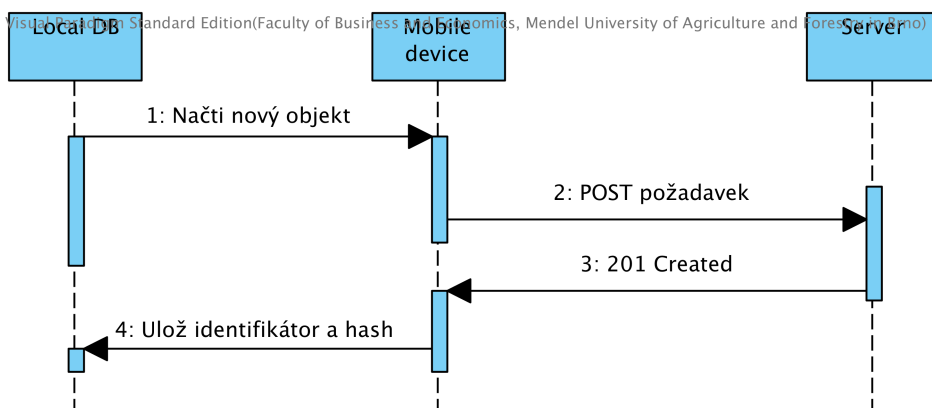 Visual Paradigm Standard Edition(Faculty of Business and Economics, Mendel University of Agriculture and Forestry in Brno)
Local DB
Mobile
device
Server
1: Načti nový objekt
2: POST požadavek
3: 201 Created
4: Ulož identifikátor a hash